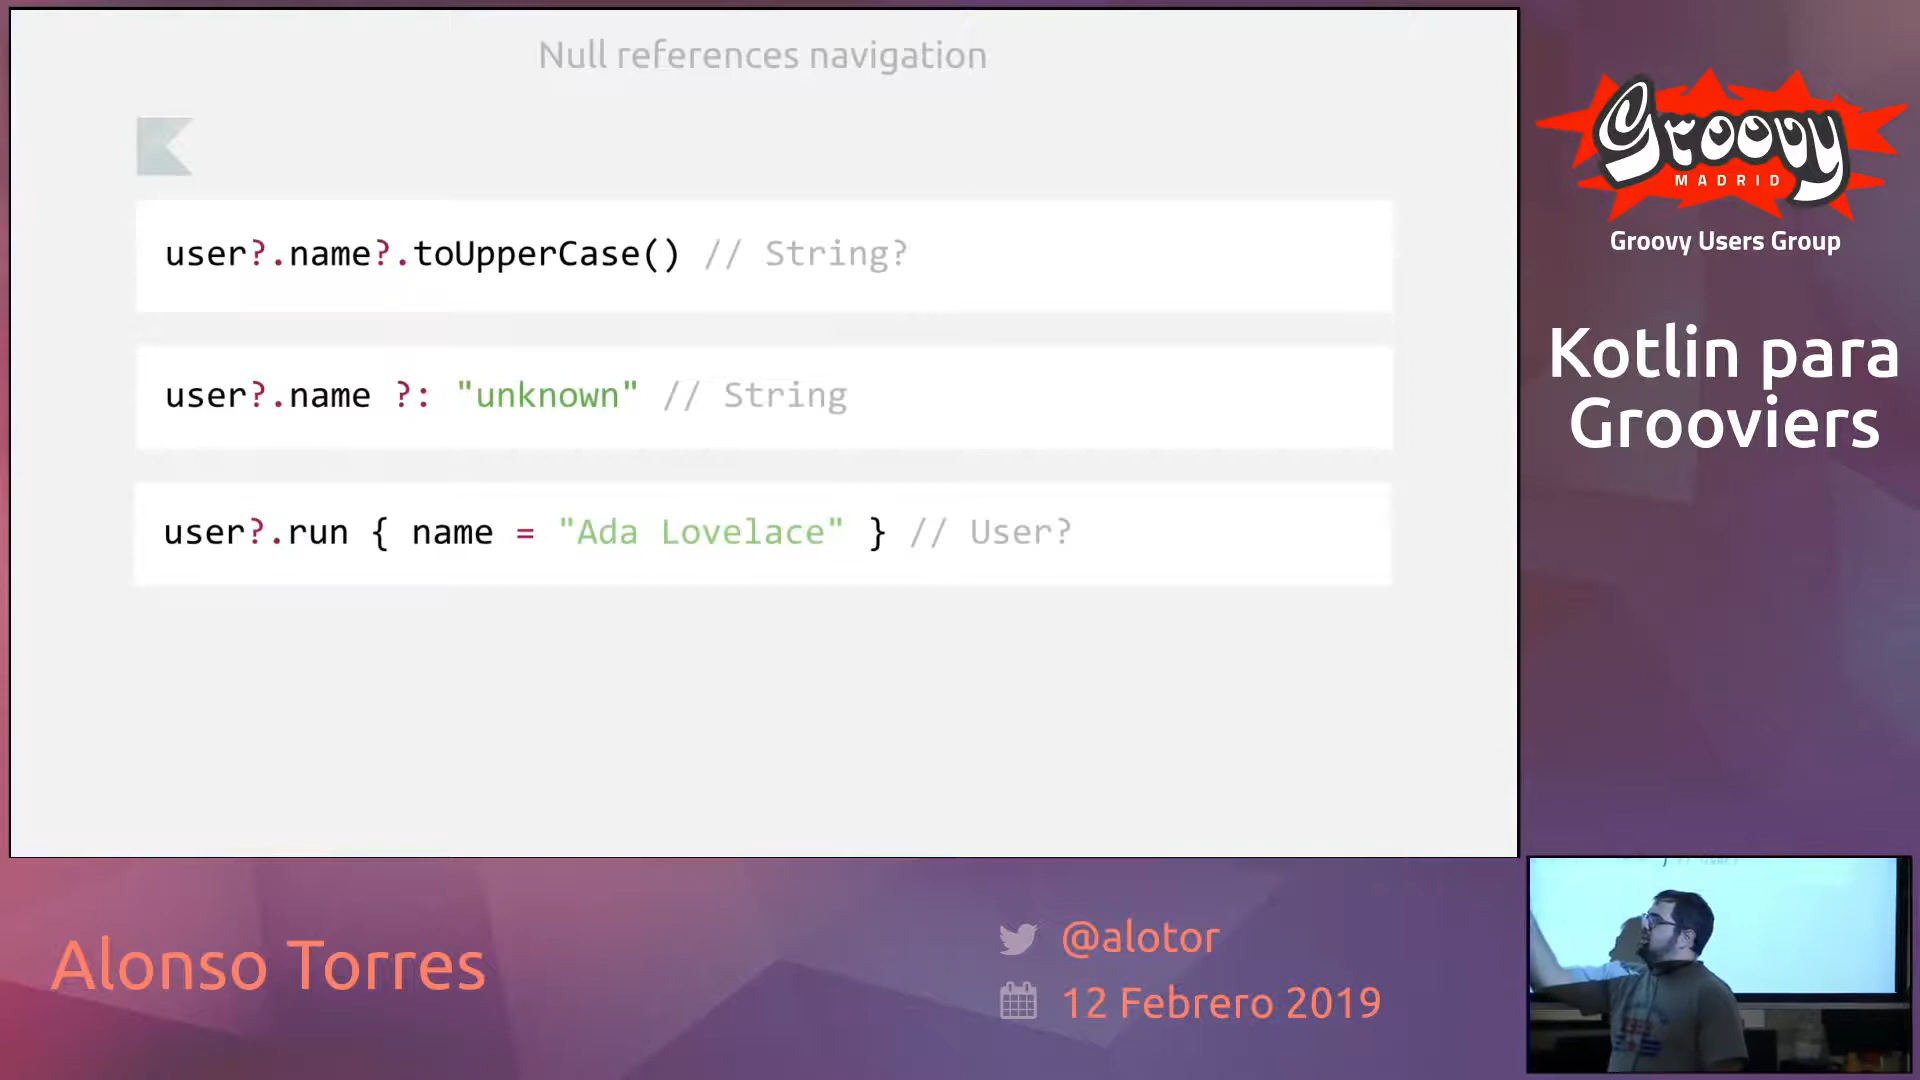 Null references navigation
user?.name?.toUpperCase() // String?
user?.name ?: "unknown" // String
user?.run { name = "Ada Lovelace" } // User?
Groovy
MADRID
Groovy Users Group
Kotlin para
Grooviers
Alonso Torres
@alotor
12 Febrero 2019